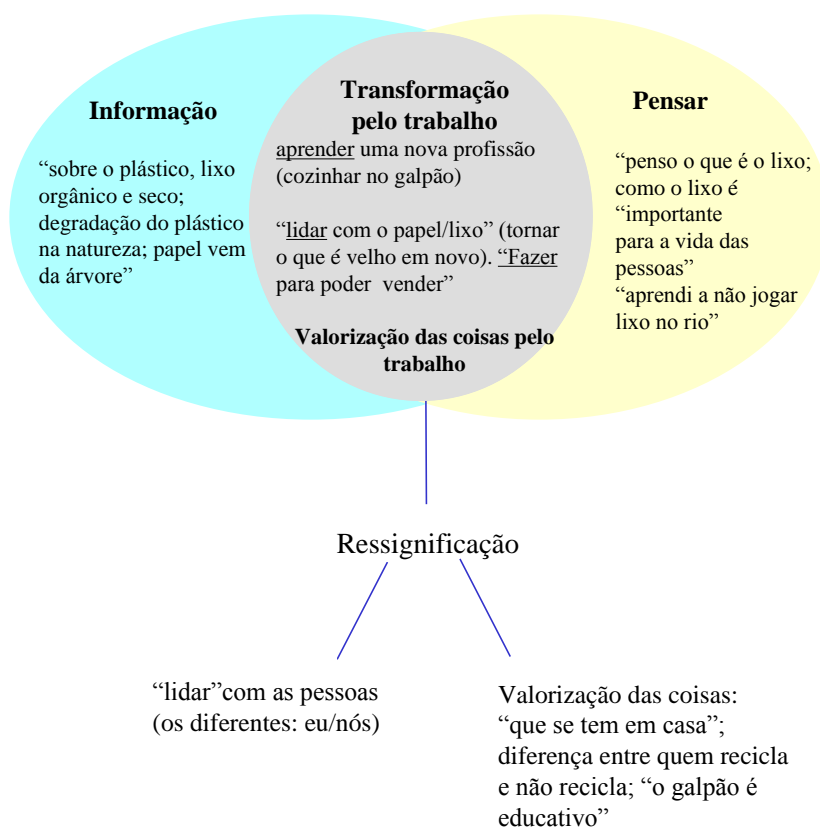 Informação
“sobre o plástico, lixo
orgânico e seco;
degradação do plástico
na natureza; papel vem
da árvore”
Transformação
pelo trabalho
aprender uma nova profissão
(cozinhar no galpão)
“lidar com o papel/lixo” (tornar
o que é velho em novo). “Fazer
para poder vender”
Valorização das coisas pelo
trabalho
Pensar
“penso o que é o lixo;
como o lixo é
“importante
para a vida das
pessoas”
“aprendi a não jogar
lixo no rio”
Ressignificação
“lidar”com as pessoas
(os diferentes: eu/nós)
Valorização das coisas:
“que se tem em casa”;
diferença entre quem recicla
e não recicla; “o galpão é
educativo”